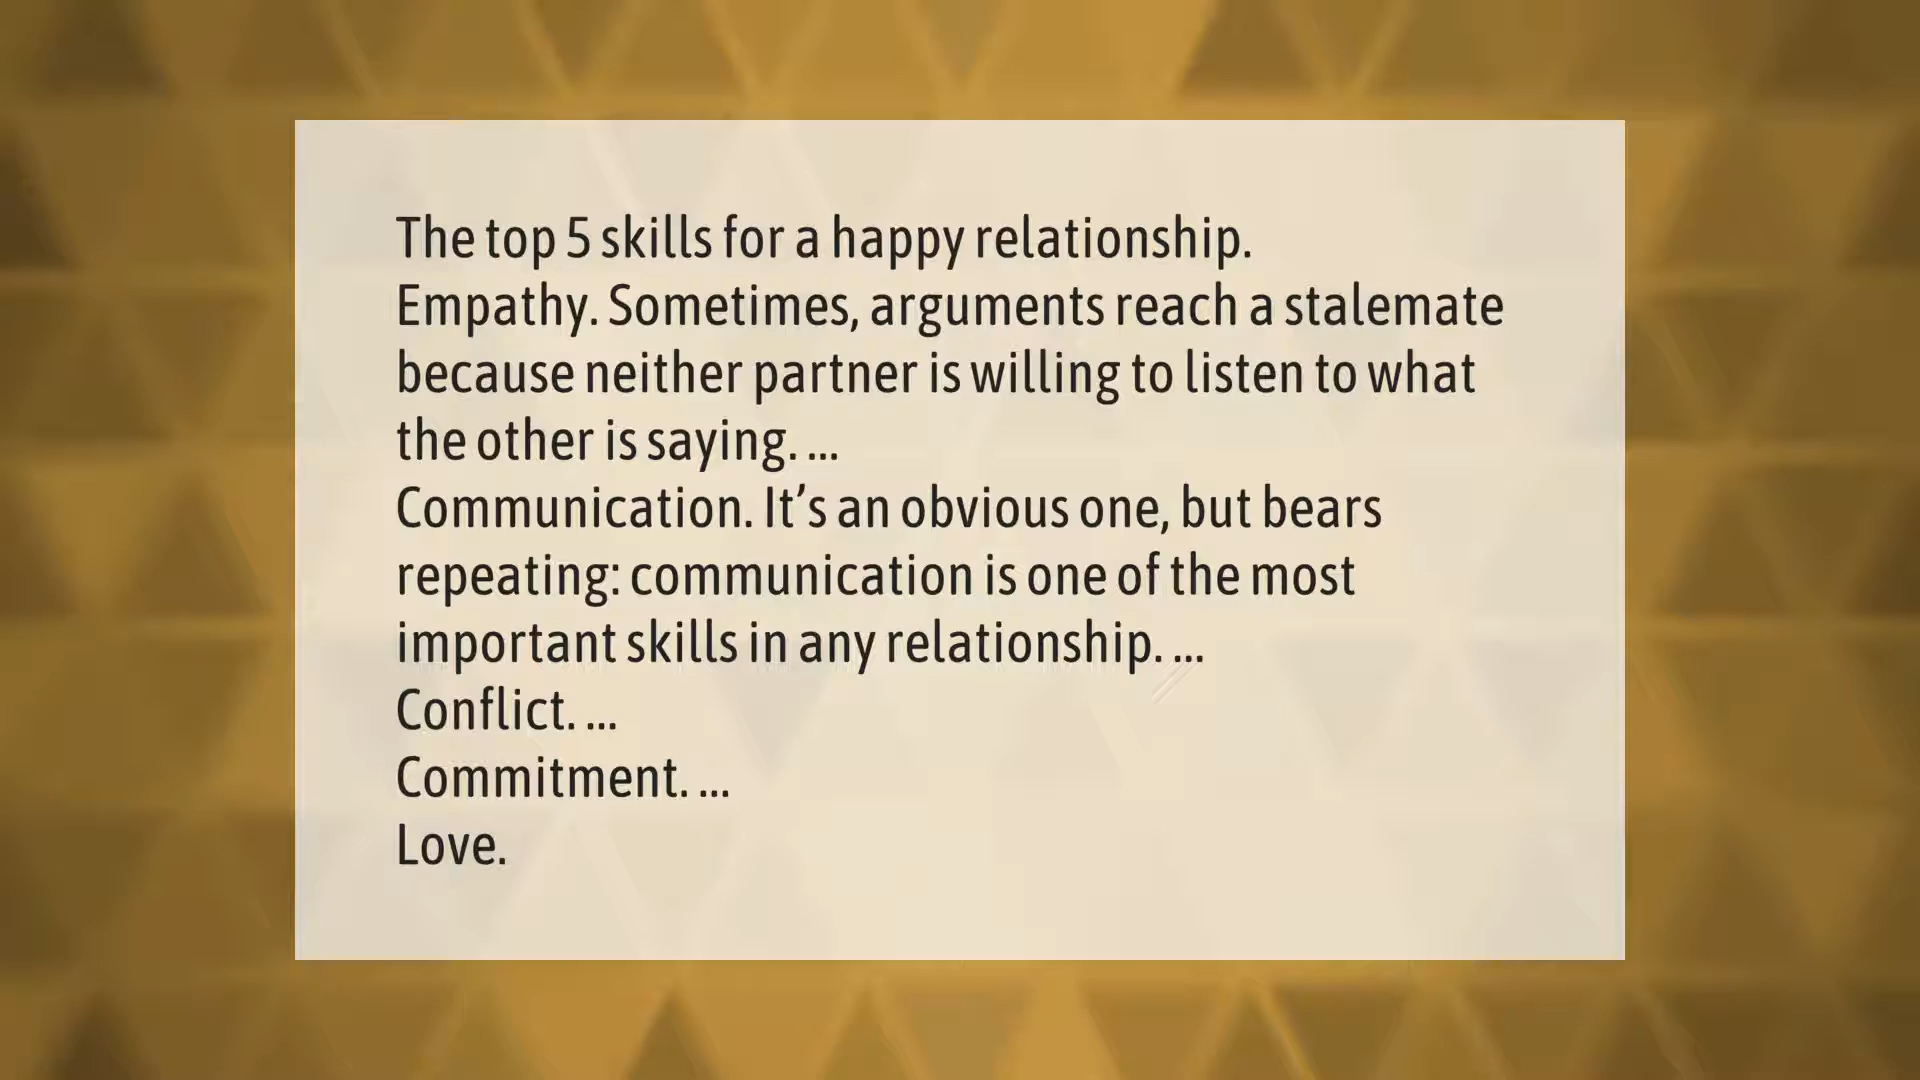 The top 5 skills for a happy relationship.
Empathy. Sometimes, arguments reach a stalemate
because neither partner is willing to listen to what
the other is saying. ...
Communication. It’s an obvious one, but bears
repeating: communication is one of the most
important skills in any relationship. ...
Conflict. ...
Commitment. ...
Love.